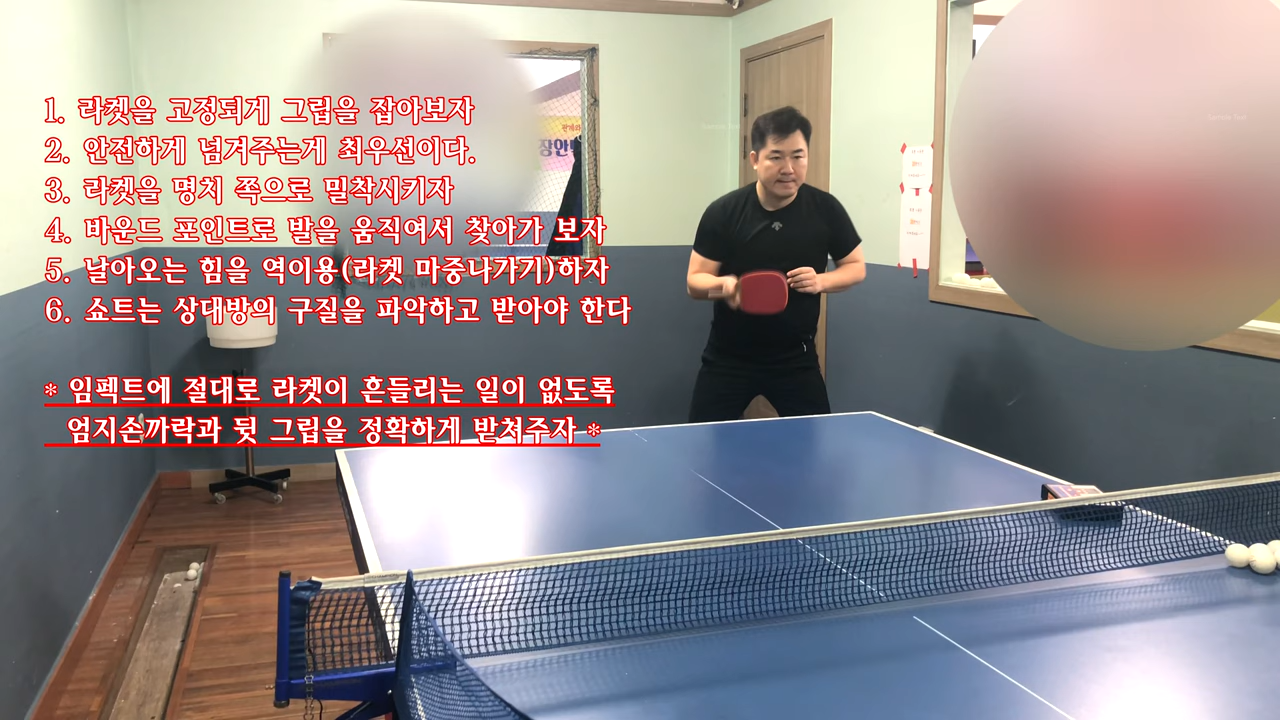 1. 라켓을 고정되게 그립을 잡아보자
2. 안전하게 넘겨주는게 최우선이다.
3. 라켓을 명치 쪽으로 밀착시키자
4. 바운드 포인트로 발을 움직여서 찾아가 보자
5. 날아오는 힘을 역이용(라켓 마중나가기)하자
6. 쇼트는 상대방의 구질을 파악하고 받아야 한다
* 임펙트에 절대로 라켓이 흔들리는 일이 없도록
엄지손까락과 뒷 그립을 정확하게 받쳐주자 *
장안